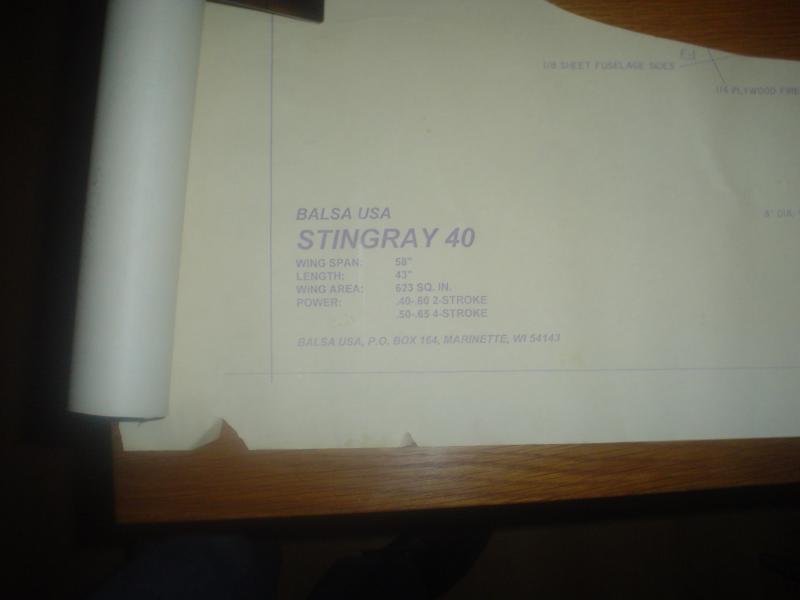 1/8 SHEET FUSELAGE SIDES
1/4 PLYWOOD FIRE
BALSA USA
STINGRAY 40
WING SPAN: 58"
LENGTH: 43"
WING AREA: 623 SQ. IN.
POWER: .40-.60 2-STROKE
.50-.65 4-STROKE
BALSA USA, P.O. BOX 164, MARINETTE, WI 54143